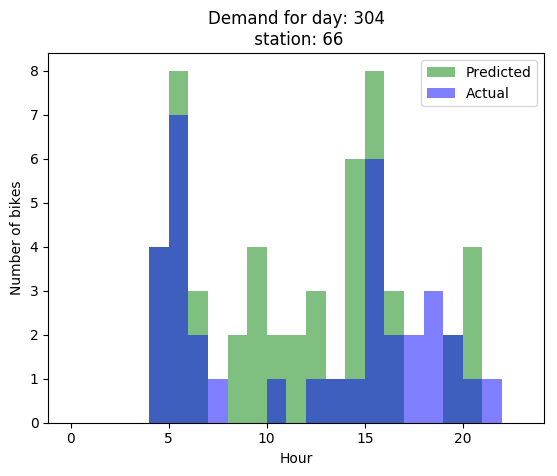 Demand for day: 304
station: 66
Predicted
Actual
Number of bikes
8
7
6
5
4
3
2
1
0
0 5 10 15 20
Hour